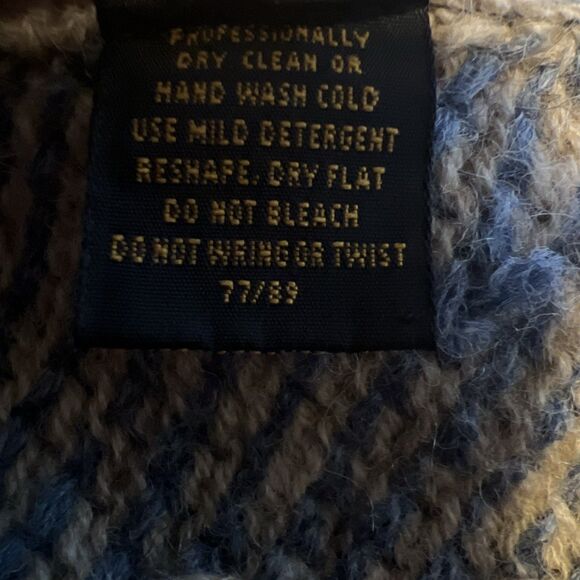 PROFESSIONALLY
DRY CLEAN OR
HAND WASH COLD
USE MILD DETERGENT
RESHAPE. DRY FLAT
DO NOT BLEACH
DO NOT WRING OR TWIST
77/89